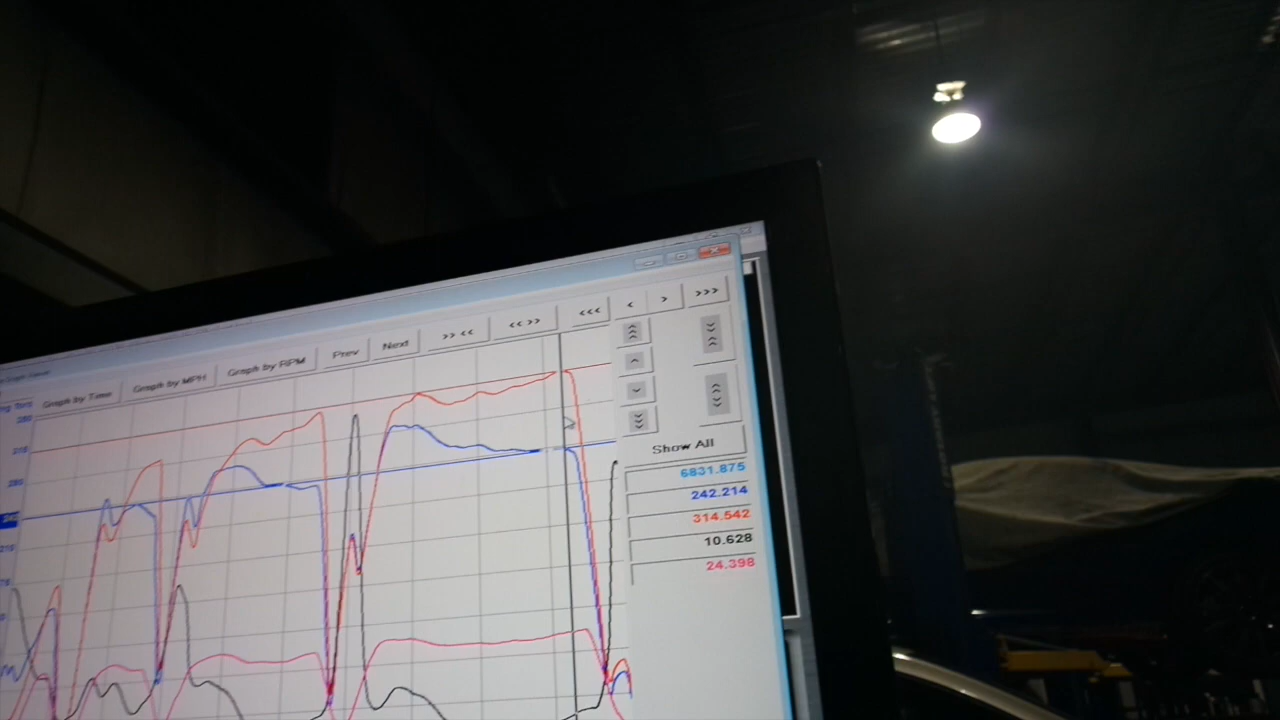 Graph by Time Graph by MPH Graph by RPM Prev Next >> << << >> <<< < > >>>
Show All
6831.875
242.214
314.542
10.628
24.398